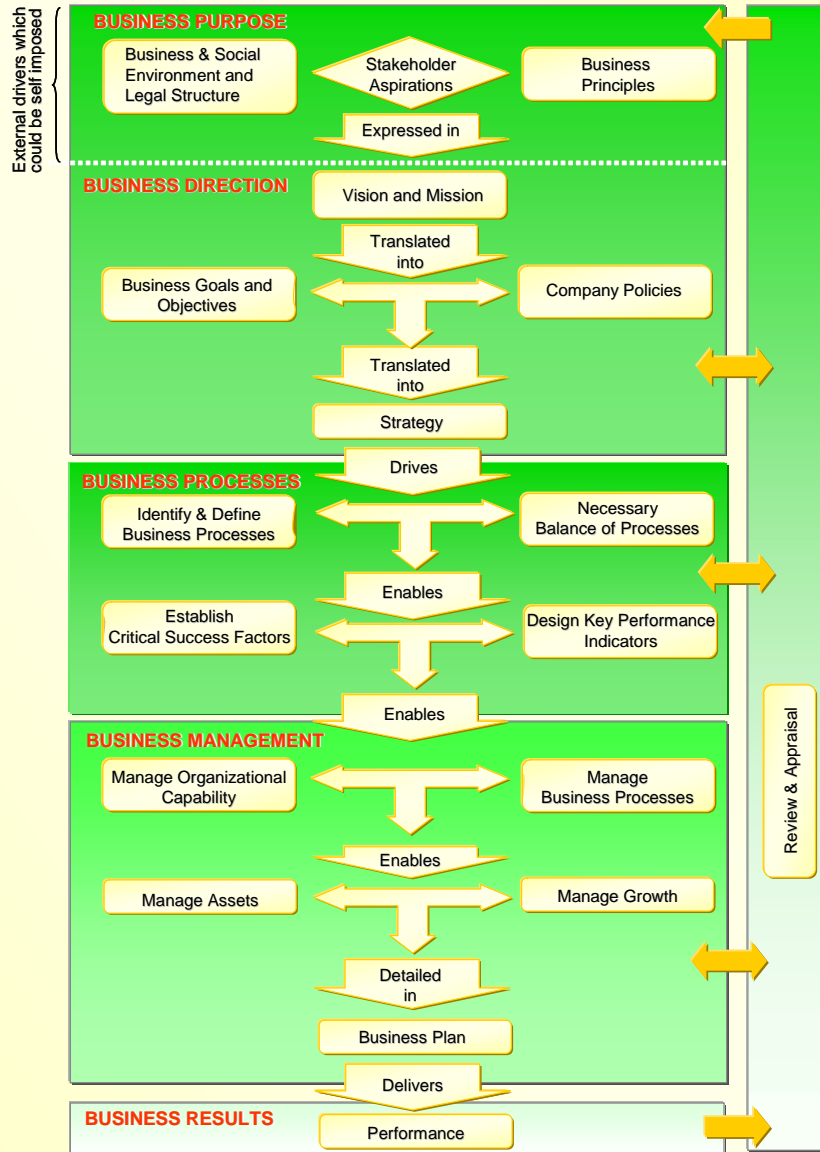 External drivers which
could be self imposed
BUSINESS PURPOSE
Business & Social
Environment and
Legal Structure
Stakeholder
Aspirations
Business
Principles
Expressed in
BUSINESS DIRECTION
Vision and Mission
Translated
into
Business Goals and
Objectives
Company Policies
Translated
into
Strategy
Drives
BUSINESS PROCESSES
Identify & Define
Business Processes
Necessary
Balance of Processes
Enables
Establish
Critical Success Factors
Design Key Performance
Indicators
Enables
BUSINESS MANAGEMENT
Manage Organizational
Capability
Manage
Business Processes
Enables
Manage Assets
Manage Growth
Detailed
in
Business Plan
Delivers
BUSINESS RESULTS
Performance
Review & Appraisal